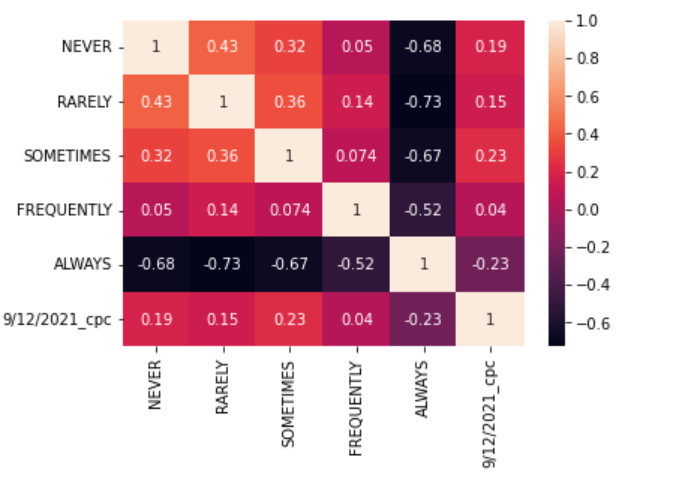 NEVER 1 0.43 0.32 0.05 -0.68 0.19
RARELY 0.43 1 0.36 0.14 -0.73 0.15
SOMETIMES 0.32 0.36 1 0.074 -0.67 0.23
FREQUENTLY 0.05 0.14 0.074 1 -0.52 0.04
ALWAYS -0.68 -0.73 -0.67 -0.52 1 -0.23
9/12/2021_cpc 0.19 0.15 0.23 0.04 -0.23 1
NEVER
RARELY
SOMETIMES
FREQUENTLY
ALWAYS
9/12/2021_cpc
1.0
0.8
0.6
0.4
0.2
0.0
−0.2
−0.4
−0.6